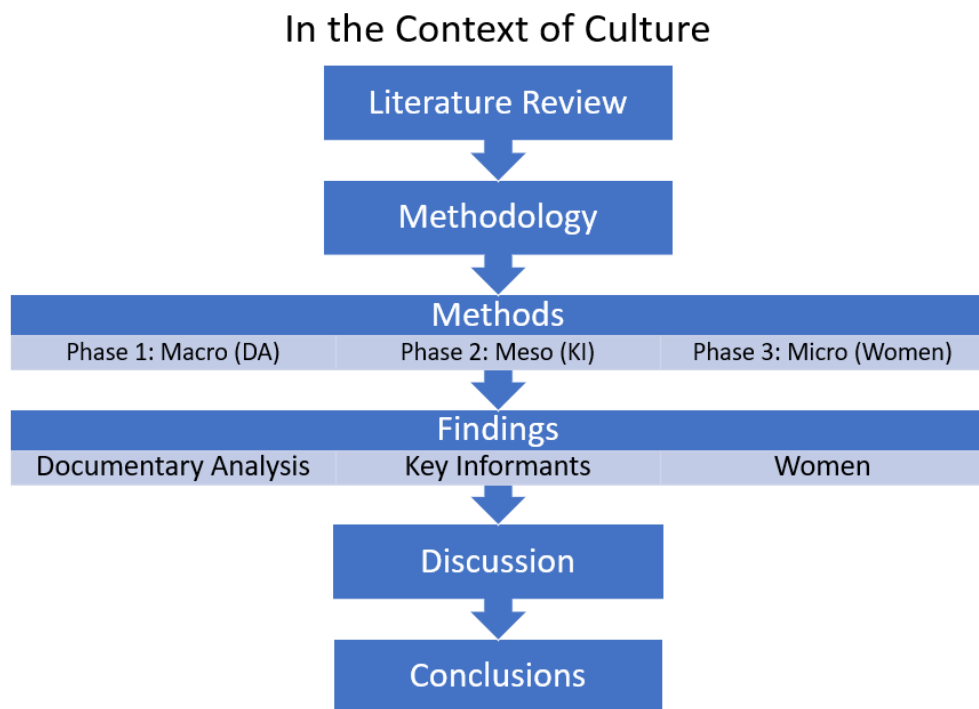 In the Context of Culture
Literature Review
Methodology
Methods
Phase 1: Macro (DA) Phase 2: Meso (KI) Phase 3: Micro (Women)
Findings
Documentary Analysis Key Informants Women
Discussion
Conclusions